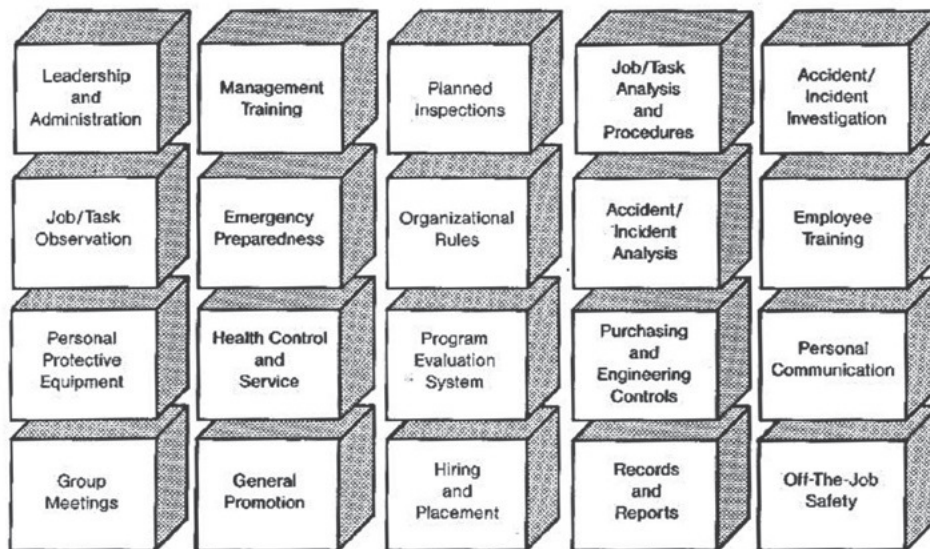 Leadership
and
Administration
Management
Training
Planned
Inspections
Job/Task
Analysis
and
Procedures
Accident/
Incident
Investigation
Job/Task
Observation
Emergency
Preparedness
Organizational
Rules
Accident/
Incident
Analysis
Employee
Training
Personal
Protective
Equipment
Health Control
and
Service
Program
Evaluation
System
Purchasing
and
Engineering
Controls
Personal
Communication
Group
Meetings
General
Promotion
Hiring
and
Placement
Records
and
Reports
Off-The-Job
Safety